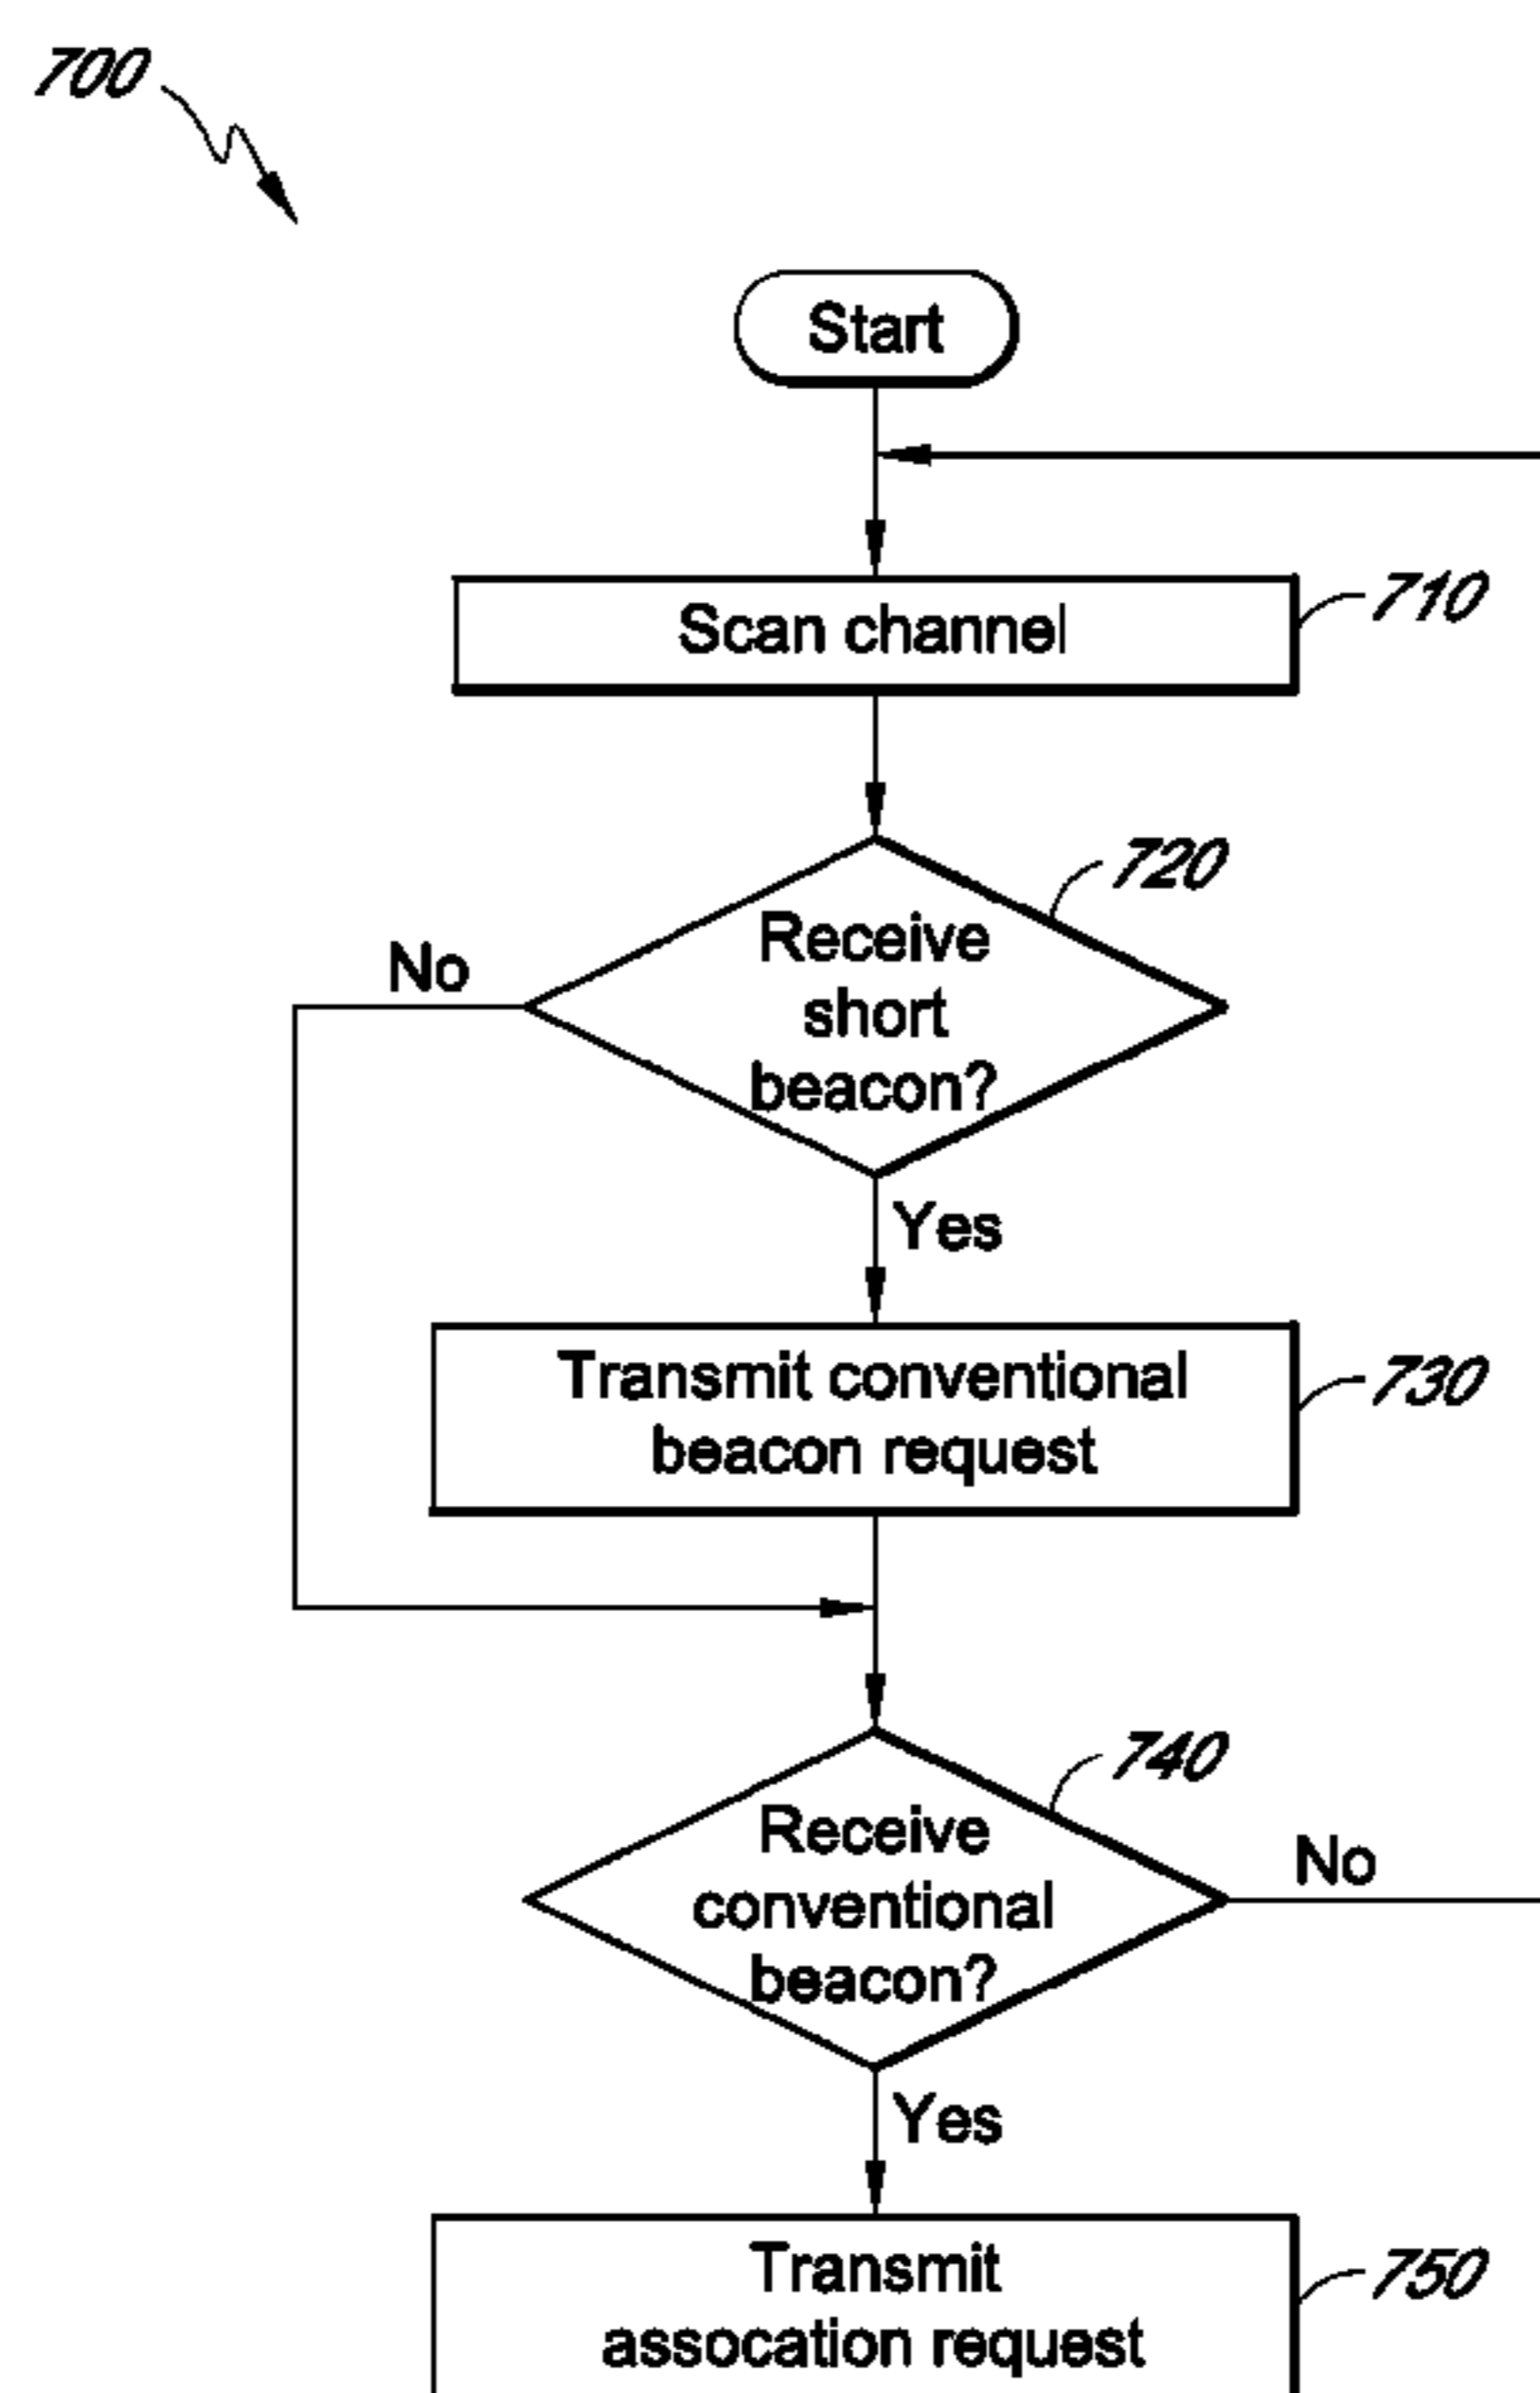 700
Start
Scan channel
710
720
Receive
short
beacon?
No
Yes
Transmit conventional
beacon request
730
740
Receive
conventional
beacon?
No
Yes
Transmit
assocation request
750